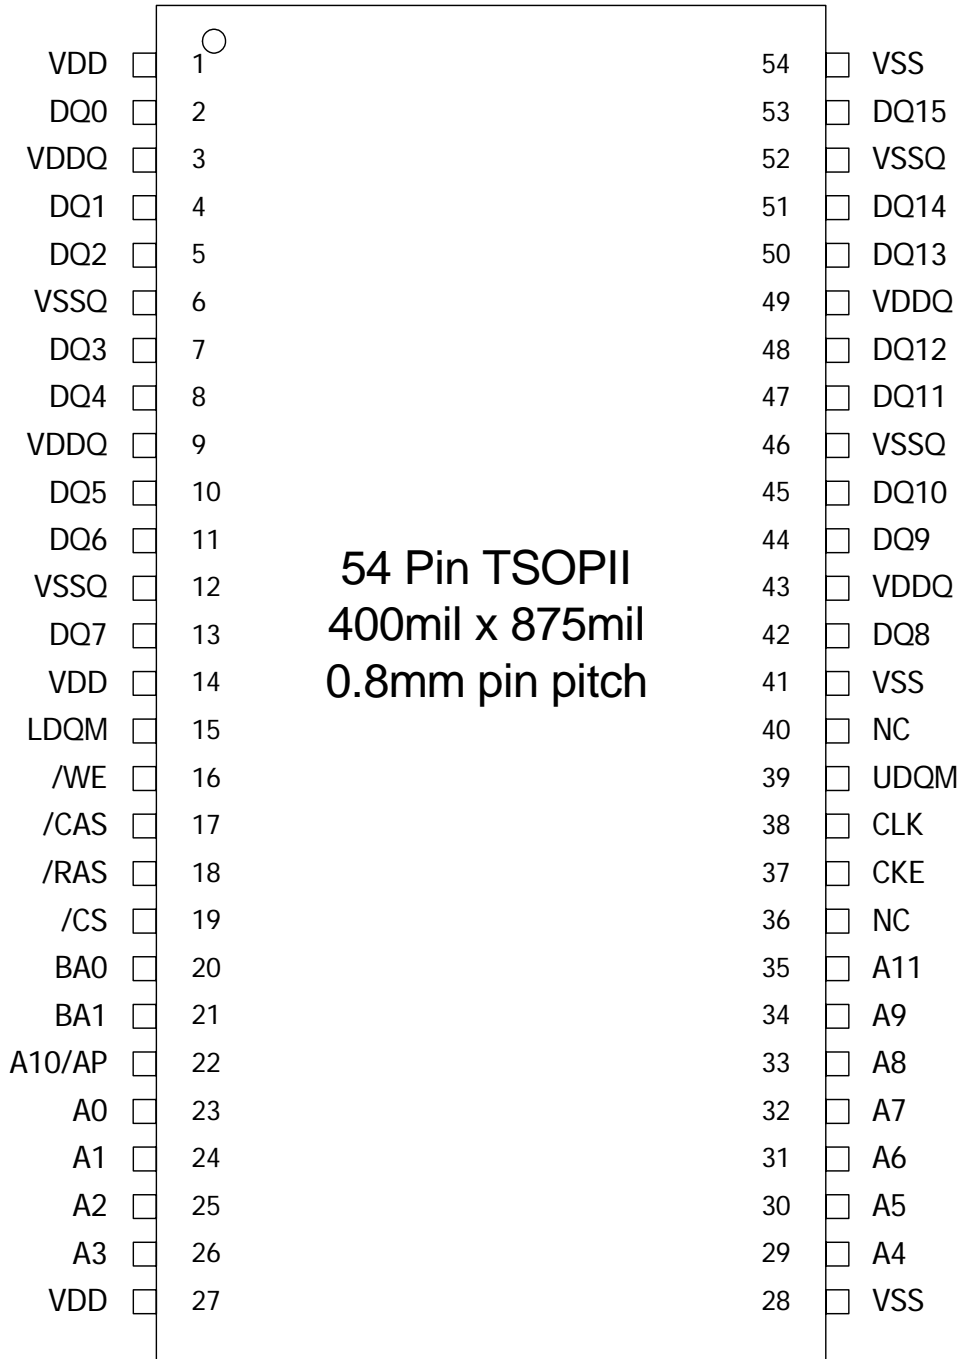 VDD 1 54 VSS
DQ0 2 53 DQ15
VDDQ 3 52 VSSQ
DQ1 4 51 DQ14
DQ2 5 50 DQ13
VSSQ 6 49 VDDQ
DQ3 7 48 DQ12
DQ4 8 47 DQ11
VDDQ 9 46 VSSQ
DQ5 10 45 DQ10
DQ6 11 44 DQ9
54 Pin TSOPII
VSSQ 12 43 VDDQ
400mil x 875mil
DQ7 13 42 DQ8
VDD 14 41 VSS
0.8mm pin pitch
LDQM 15 40 NC
/WE 16 39 UDQM
/CAS 17 38 CLK
/RAS 18 37 CKE
/CS 19 36 NC
BA0 20 35 A11
BA1 21 34 A9
A10/AP 22 33 A8
A0 23 32 A7
A1 24 31 A6
A2 25 30 A5
A3 26 29 A4
VDD 27 28 VSS